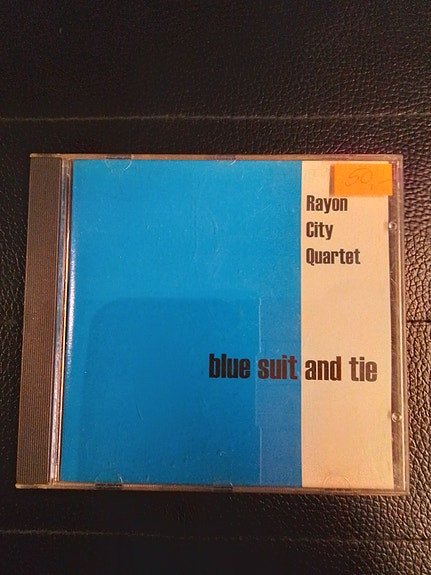 50,-
Rayon
City
Quartet
blue suit and tie